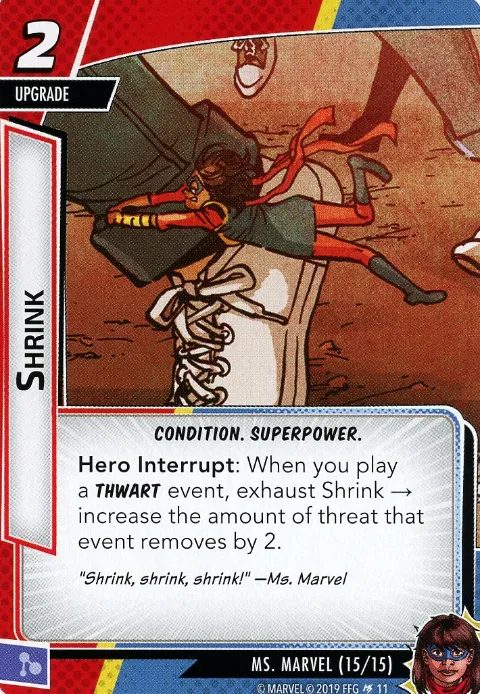 2
UPGRADE
SHRINK
CONDITION. SUPERPOWER.
Hero Interrupt: When you play
a THWART event, exhaust Shrink →
increase the amount of threat that
event removes by 2.
"Shrink, shrink, shrink!" —Ms. Marvel
MS. MARVEL (15/15)
© MARVEL © 2019 FFG 11